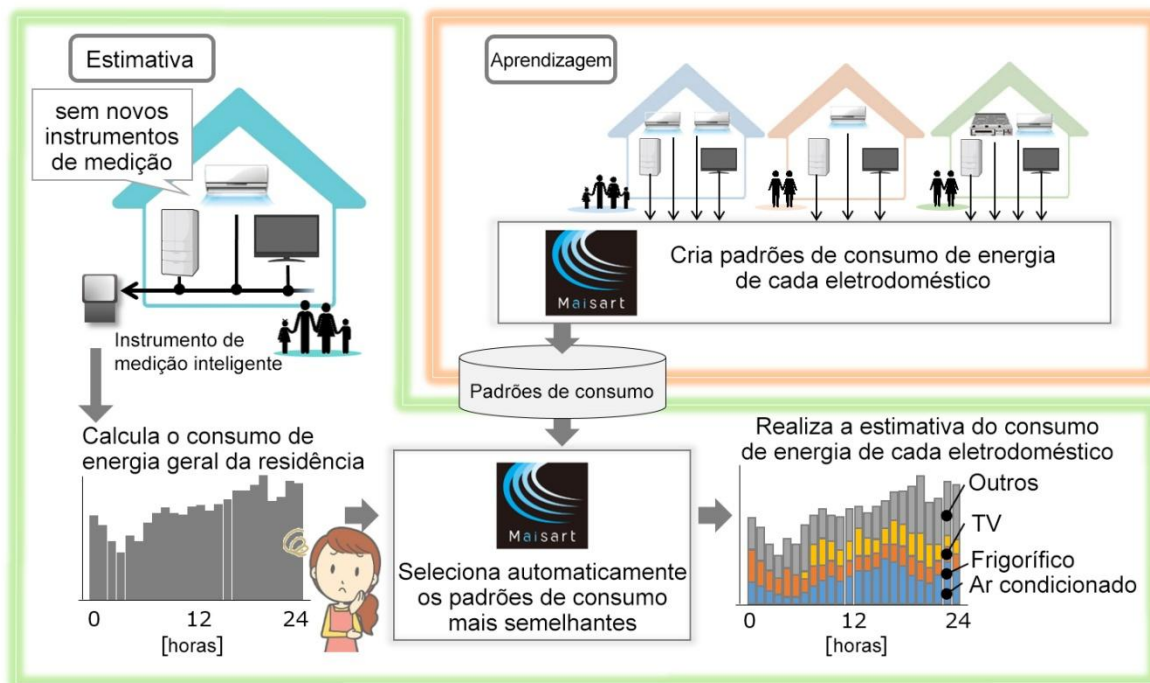 Estimativa
sem novos
instrumentos
de medição
Instrumento de
medição inteligente
Calcula o consumo de
energia geral da residência
0 12 24
[horas]
Aprendizagem
Maisart
Cria padrões de consumo de energia
de cada eletrodoméstico
Padrões de consumo
Maisart
Seleciona automaticamente
os padrões de consumo
mais semelhantes
Realiza a estimativa do consumo
de energia de cada eletrodoméstico
Outros
TV
Frigorífico
Ar condicionado
0 12 24
[horas]